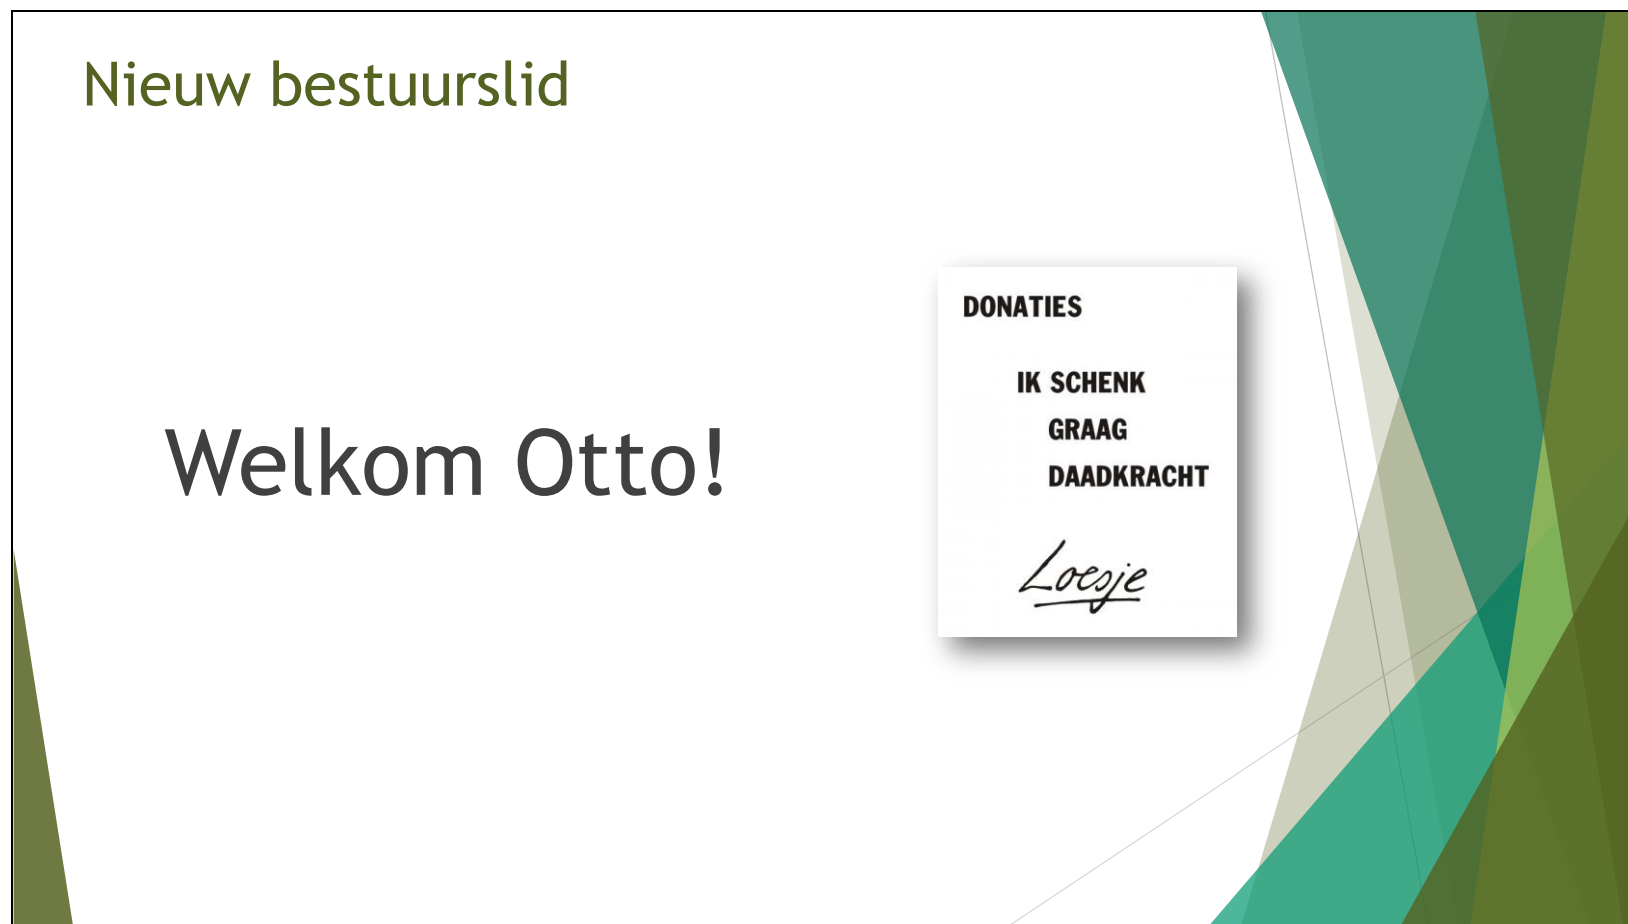 Nieuw bestuurslid
Welkom Otto!
DONATIES
IK SCHENK
GRAAG
DAADKRACHT
Loesje